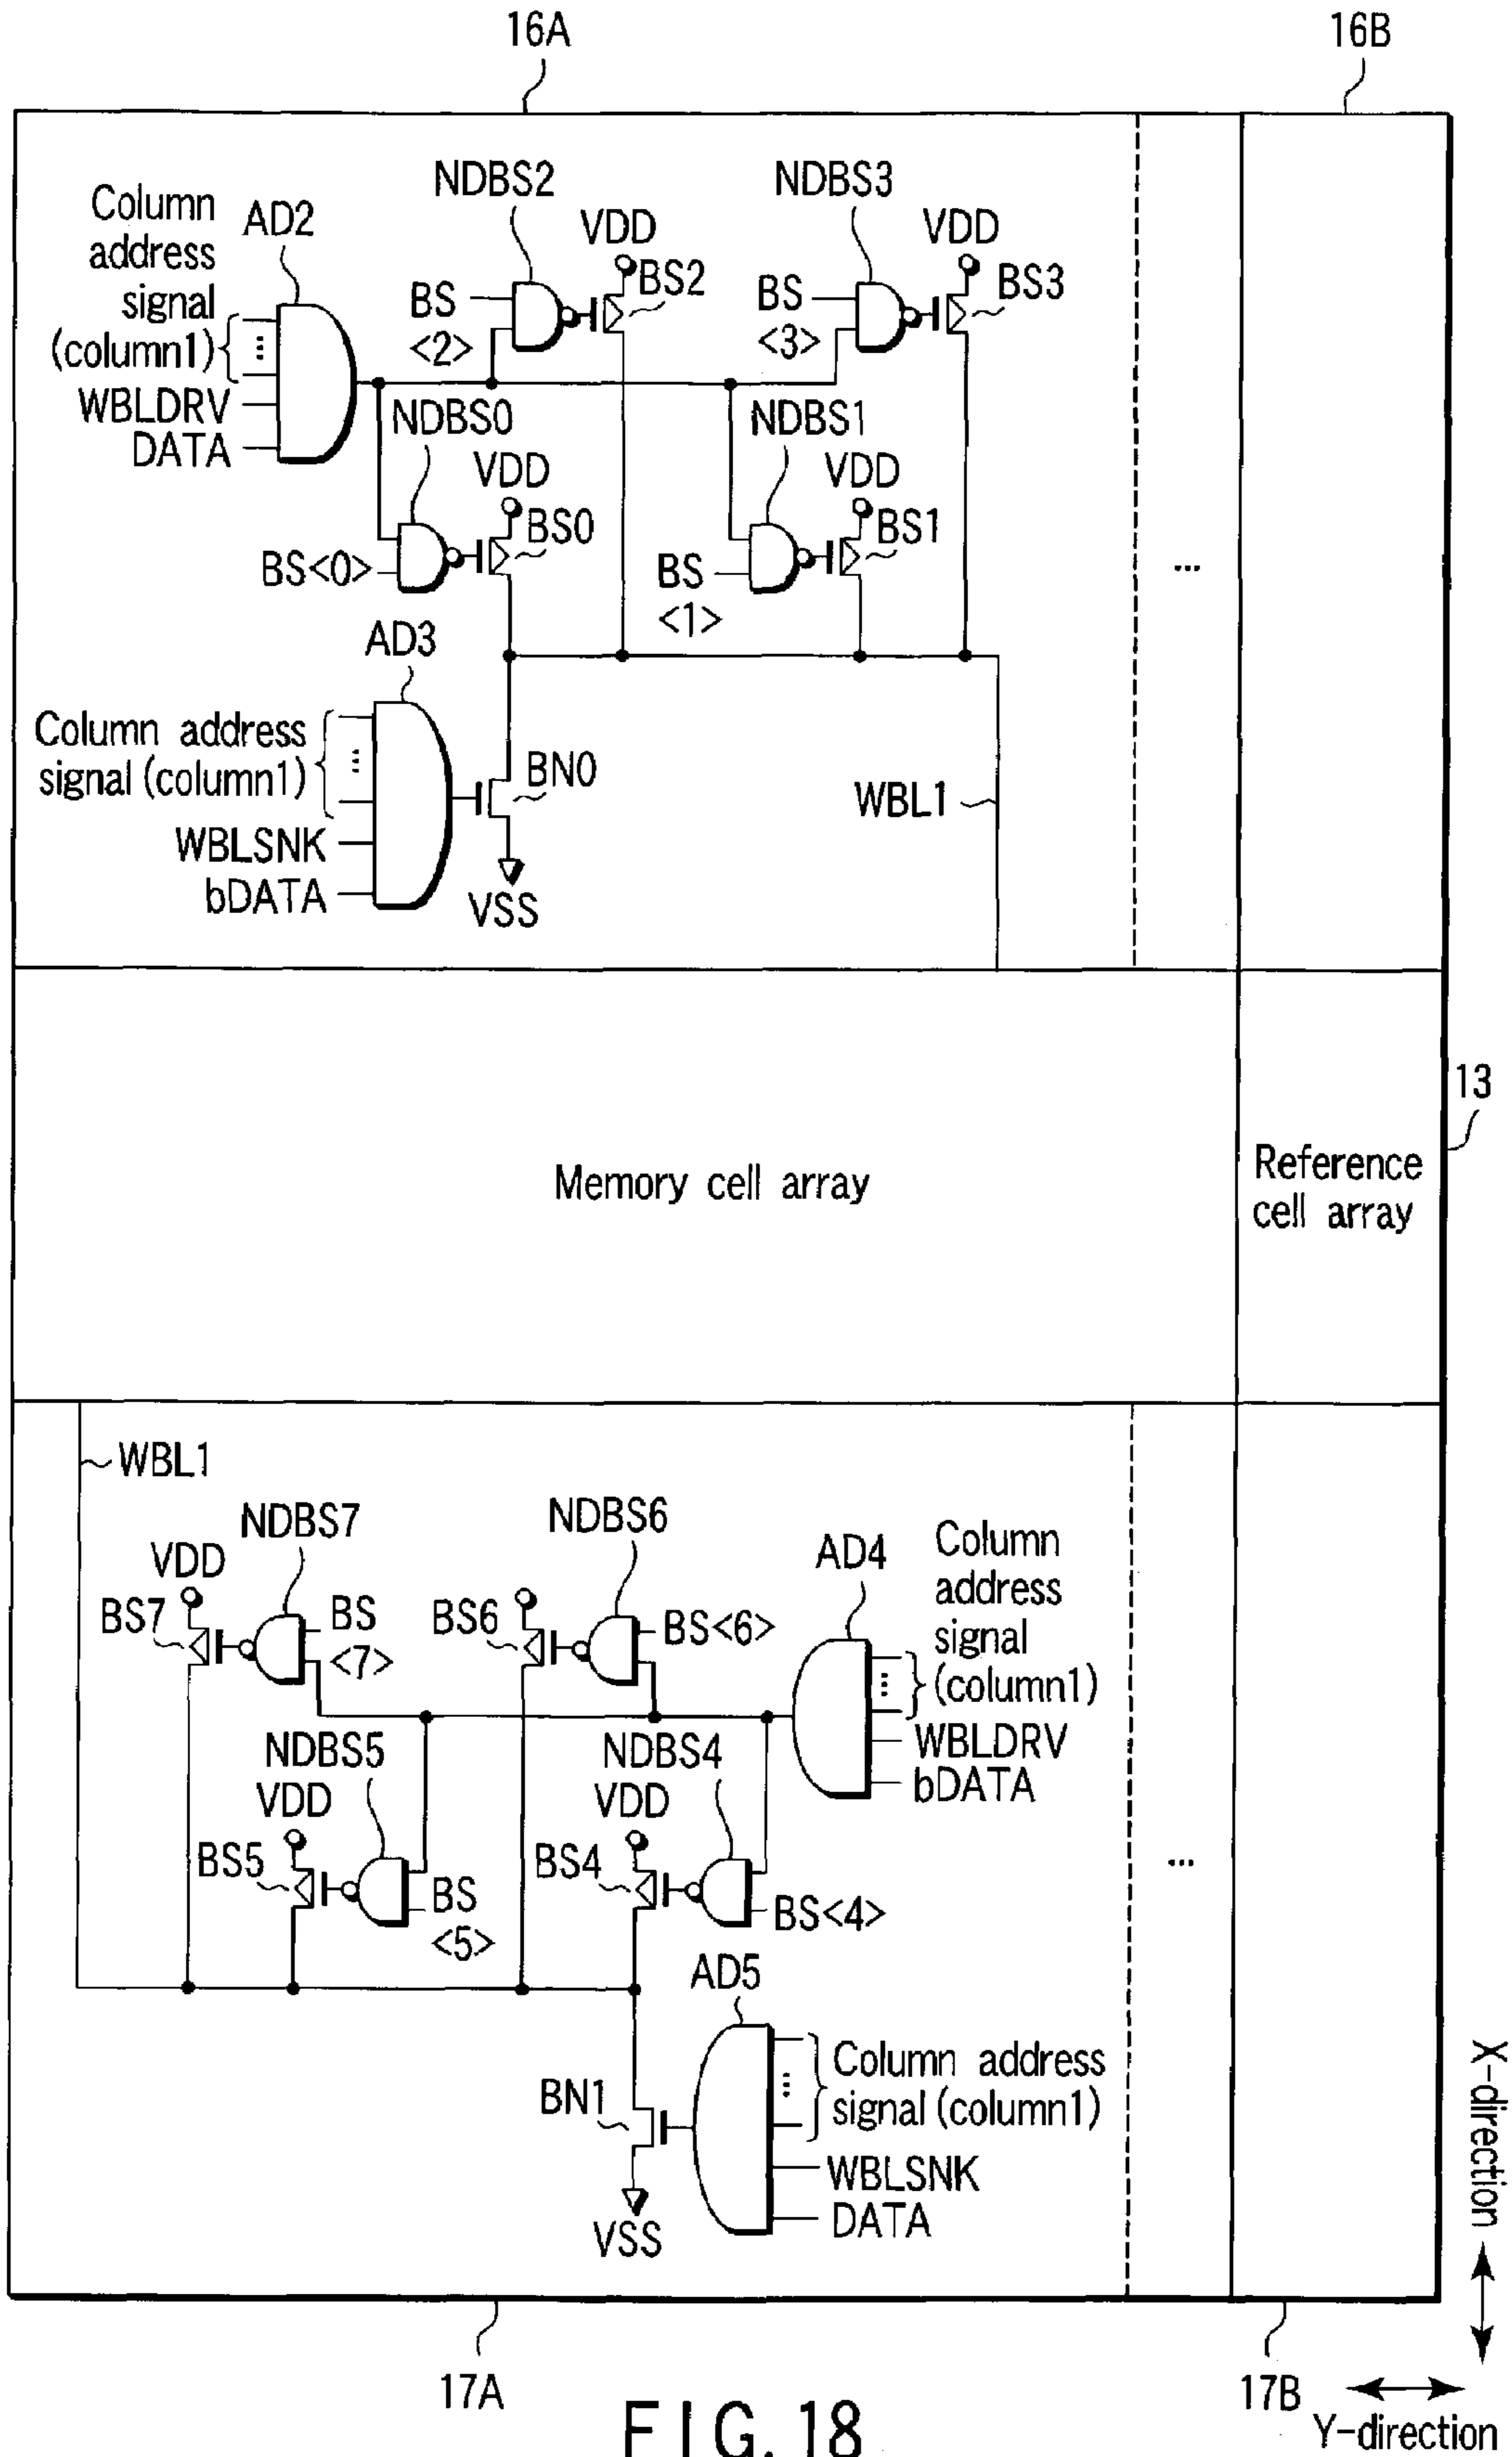 16A
16B
NDBS2
NDBS3
Column
address
signal
(column1)
AD2
VDD
VDD
BS
<2>
BS2
BS
<3>
BS3
...
WBLDRV
DATA
NDBS0
NDBS1
VDD
VDD
BS0
BS1
BS<0>
BS
<1>
...
AD3
Column address
signal (column1)
...
BN0
WBL1
WBLSNK
bDATA
VSS
13
Memory cell array
Reference
cell array
WBL1
NDBS7
NDBS6
AD4
Column
address
signal
(column1)
VDD
BS7
BS
<7>
BS6
BS<6>
...
WBLDRV
bDATA
NDBS5
NDBS4
VDD
VDD
BS5
BS
<5>
BS4
BS<4>
...
AD5
Column address
signal (column1)
...
BN1
WBLSNK
DATA
VSS
X-direction
17A
17B
Y-direction
FIG. 18